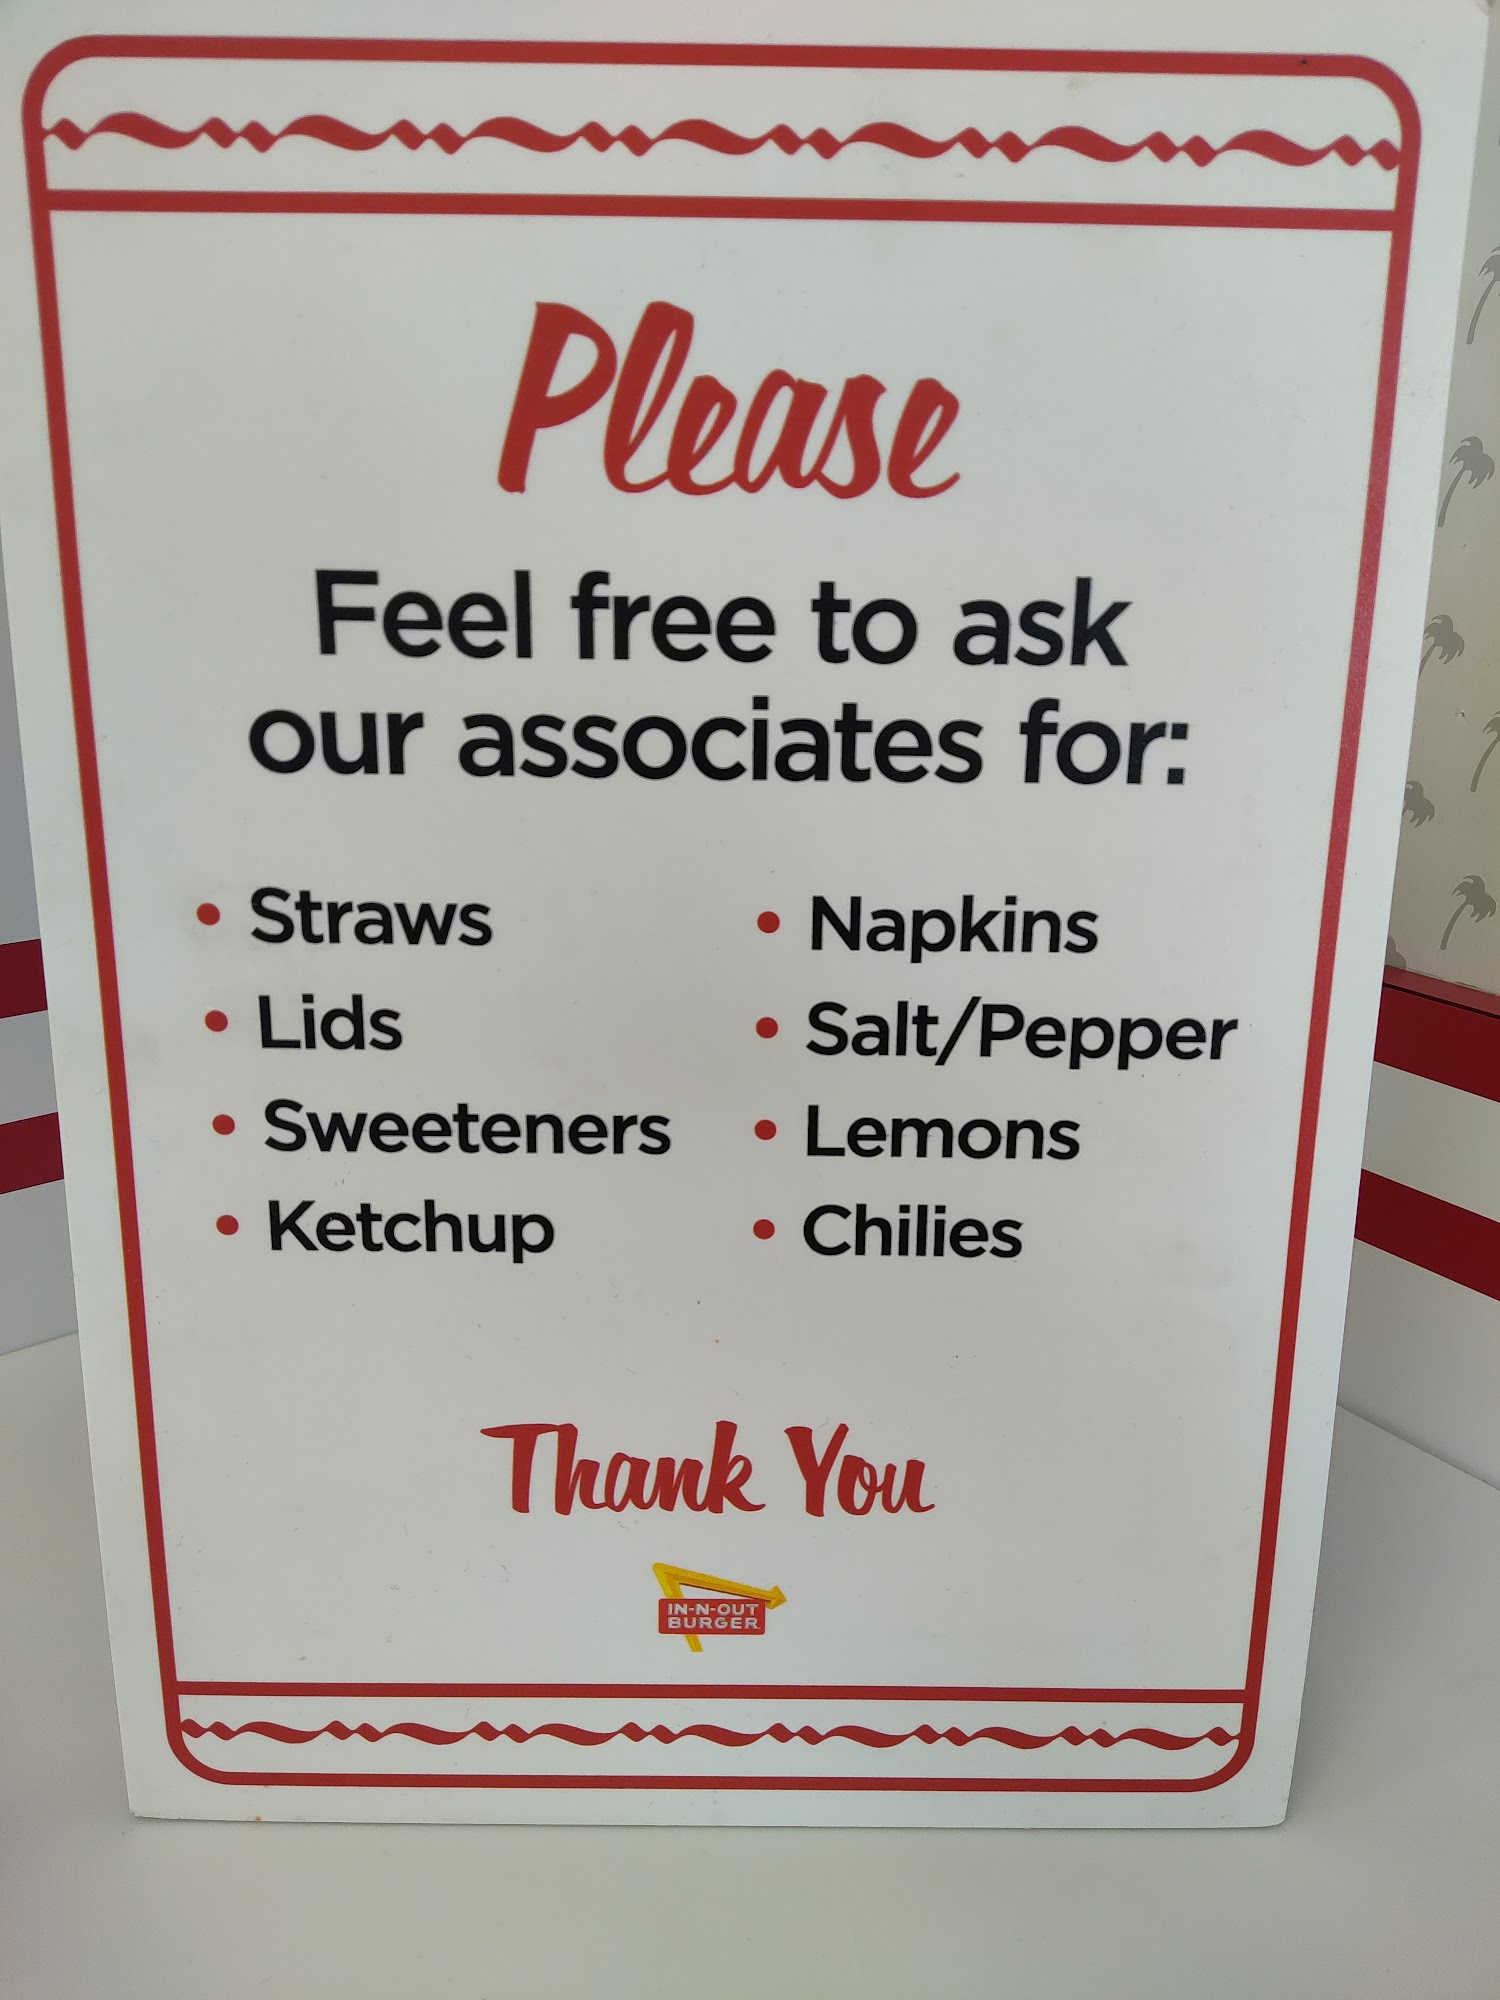 Please
Feel free to ask
our associates for:
• Straws
• Lids
• Sweeteners
• Ketchup
• Napkins
• Salt/Pepper
• Lemons
• Chilies
Thank You
IN-N-OUT
BURGER